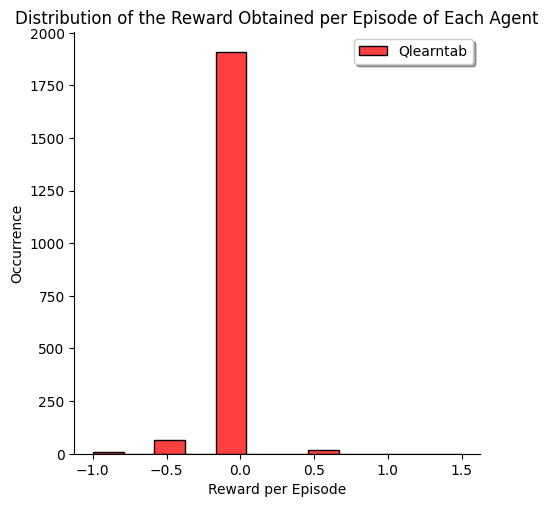 Distribution of the Reward Obtained per Episode of Each Agent
Qlearntab
2000
1750
1500
1250
1000
750
500
250
0
Occurrence
−1.0 −0.5 0.0 0.5 1.0 1.5
Reward per Episode